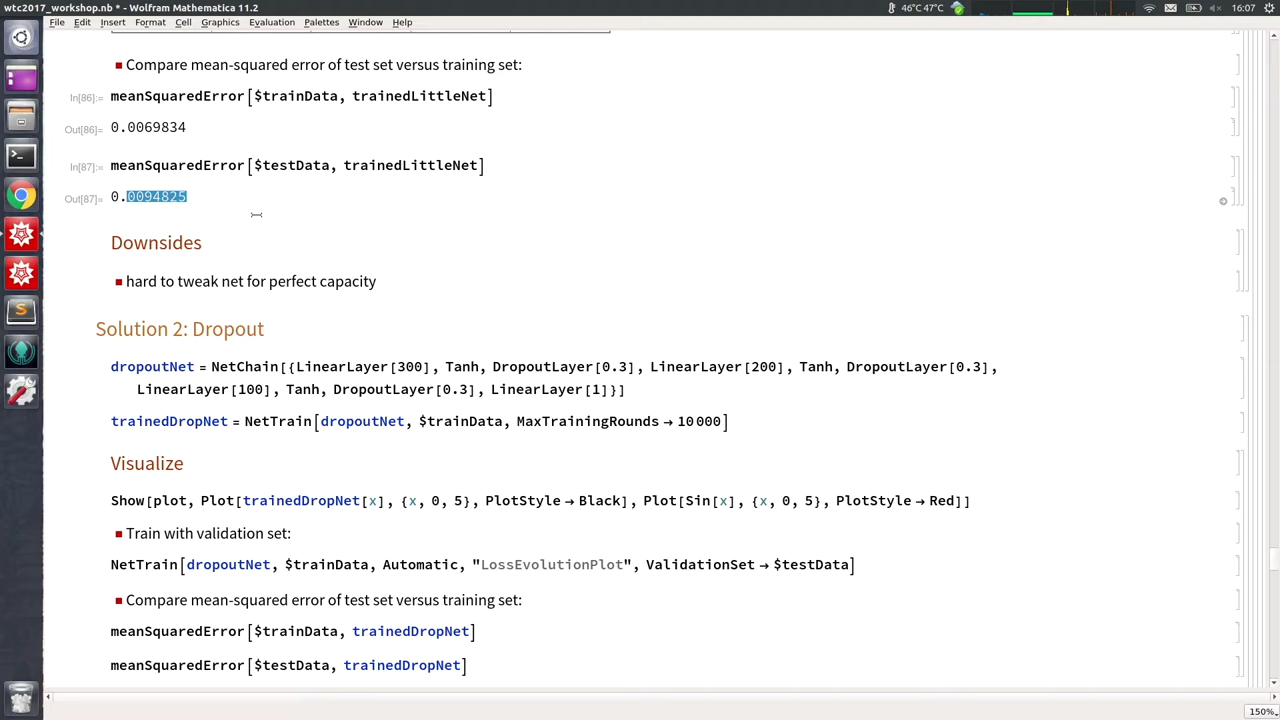 wtc2017_workshop.nb * - Wolfram Mathematica 11.2
46°C 47°C 16:07
File Edit Insert Format Cell Graphics Evaluation Palettes Window Help
Compare mean-squared error of test set versus training set:
In[86]:= meanSquaredError[$trainData, trainedLittleNet]
Out[86]= 0.0069834
In[87]:= meanSquaredError[$testData, trainedLittleNet]
Out[87]= 0.0094825
Downsides
hard to tweak net for perfect capacity
Solution 2: Dropout
dropoutNet = NetChain[{LinearLayer[300], Tanh, DropoutLayer[0.3], LinearLayer[200], Tanh, DropoutLayer[0.3],
LinearLayer[100], Tanh, DropoutLayer[0.3], LinearLayer[1]}]
trainedDropNet = NetTrain[dropoutNet, $trainData, MaxTrainingRounds → 10 000]
Visualize
Show[plot, Plot[trainedDropNet[x], {x, 0, 5}, PlotStyle → Black], Plot[Sin[x], {x, 0, 5}, PlotStyle → Red]]
Train with validation set:
NetTrain[dropoutNet, $trainData, Automatic, "LossEvolutionPlot", ValidationSet → $testData]
Compare mean-squared error of test set versus training set:
meanSquaredError[$trainData, trainedDropNet]
meanSquaredError[$testData, trainedDropNet]
150%